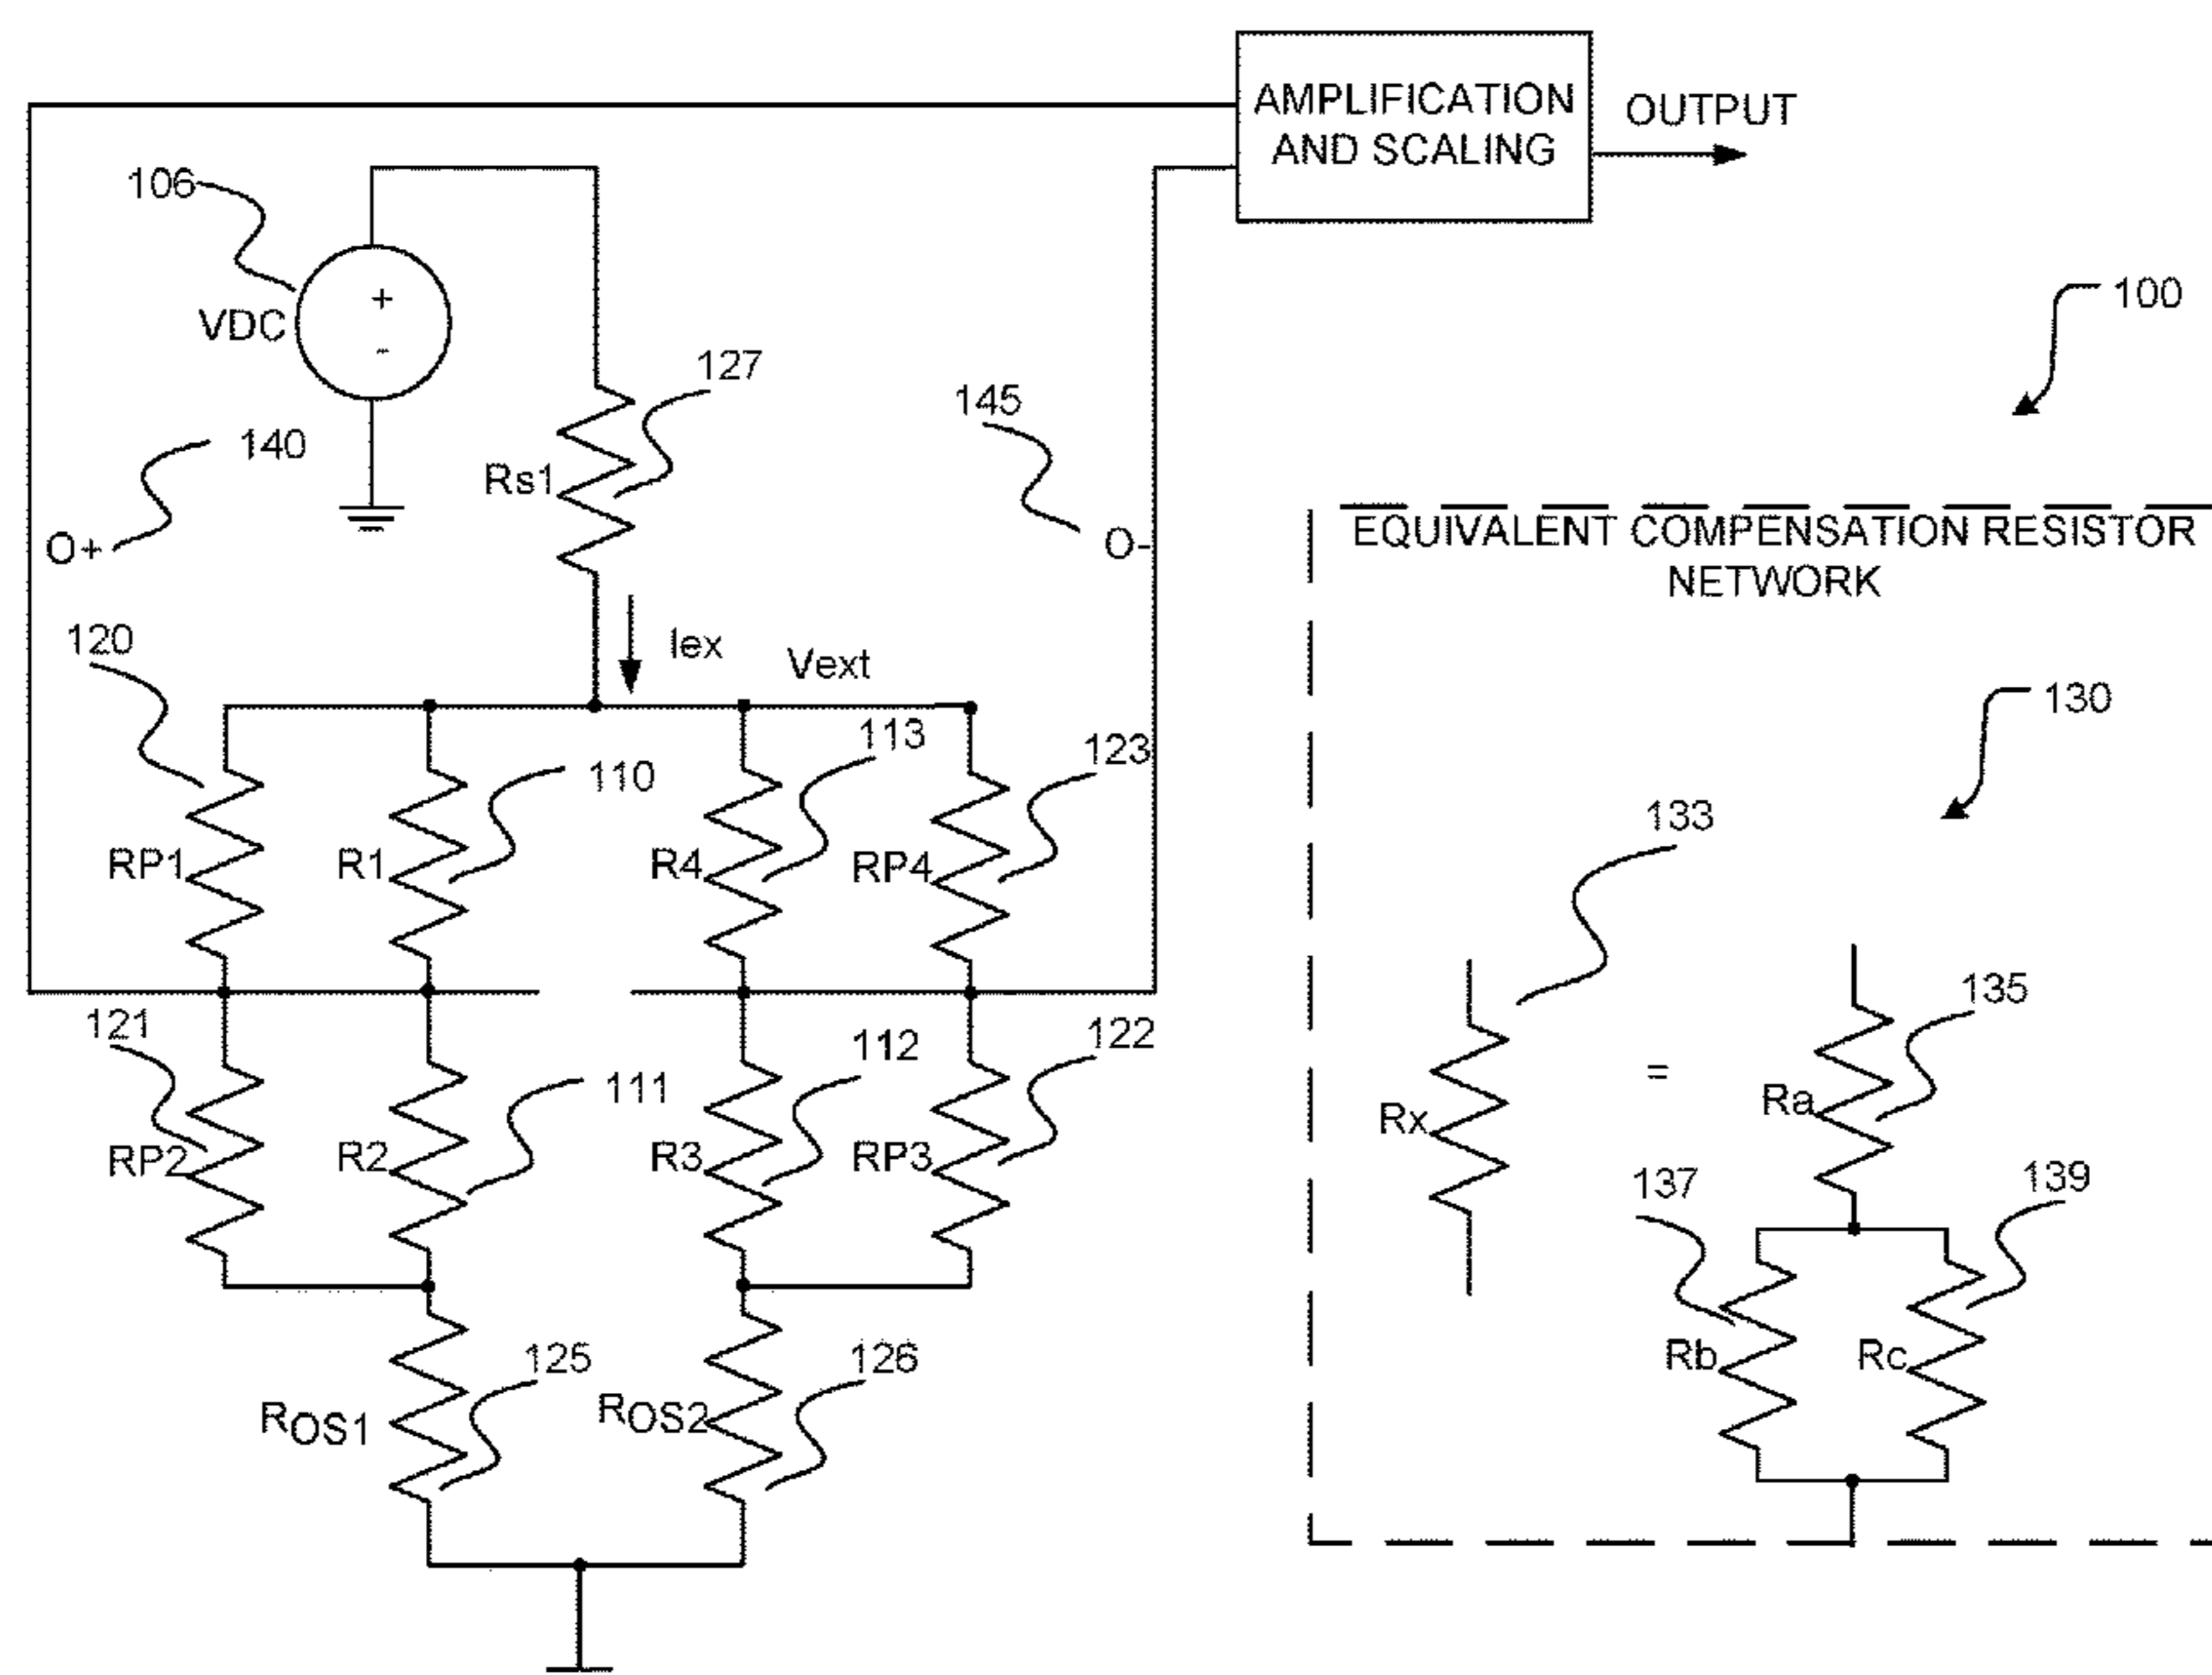 AMPLIFICATION
AND SCALING
OUTPUT
106
VDC
+
-
100
127
145
140
Rs1
O+
O-
EQUIVALENT COMPENSATION RESISTOR
NETWORK
120
Iex
Vext
130
113
123
110
133
RP1
R1
R4
RP4
121
112
122
135
111
Rx
=
Ra
RP2
R2
R3
RP3
137
139
125
126
Rb
Rc
ROS1
ROS2